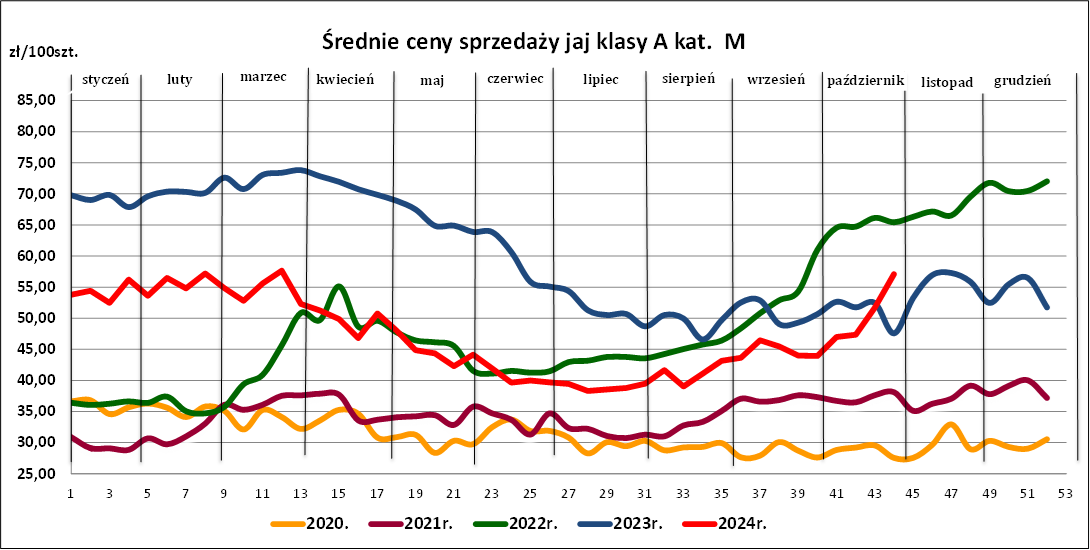 Średnie ceny sprzedaży jaj klasy A kat. M
zł/100szt.
styczeń luty marzec kwiecień maj czerwiec lipiec sierpień wrzesień październik listopad grudzień
85,00
80,00
75,00
70,00
65,00
60,00
55,00
50,00
45,00
40,00
35,00
30,00
25,00
1 3 5 7 9 11 13 15 17 19 21 23 25 27 29 31 33 35 37 39 41 43 45 47 49 51 53
2020. 2021r. 2022r. 2023r. 2024r.